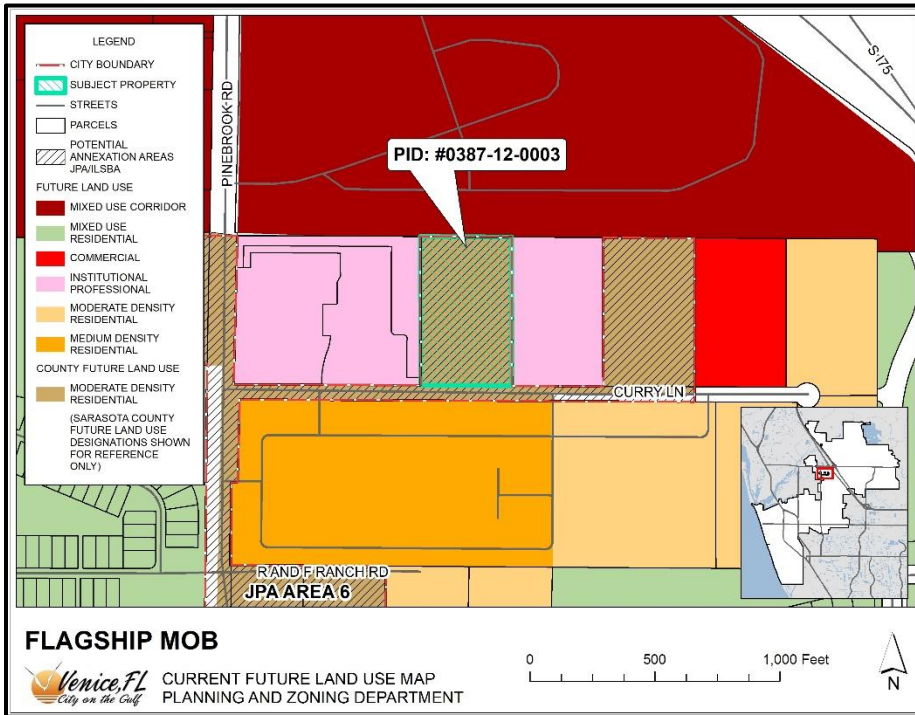 LEGEND
CITY BOUNDARY
SUBJECT PROPERTY
STREETS
PARCELS
POTENTIAL
ANNEXATION AREAS
JPA/ILSBA
FUTURE LAND USE
MIXED USE CORRIDOR
MIXED USE
RESIDENTIAL
COMMERCIAL
INSTITUTIONAL
PROFESSIONAL
MODERATE DENSITY
RESIDENTIAL
MEDIUM DENSITY
RESIDENTIAL
COUNTY FUTURE LAND USE
MODERATE DENSITY
RESIDENTIAL
(SARASOTA COUNTY
FUTURE LAND USE
DESIGNATIONS SHOWN
FOR REFERENCE
ONLY)
PINEBROOK RD
S I75
PID: #0387-12-0003
CURRY LN
R AND F RANCH RD
JPA AREA 6
FLAGSHIP MOB
Venice, FL
City on the Gulf
CURRENT FUTURE LAND USE MAP
PLANNING AND ZONING DEPARTMENT
0 500 1,000 Feet
N